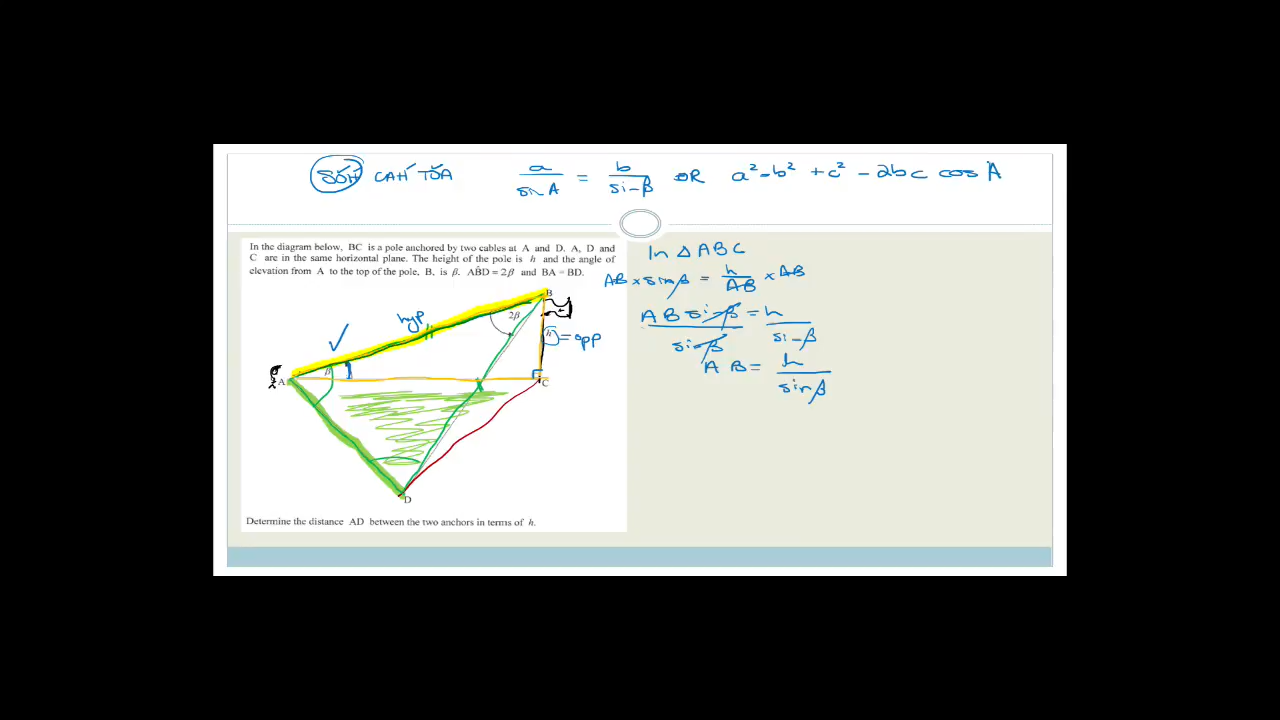 SOH CAH TOA a/sin A = b/sin β OR a² = b² + c² - 2bc cos A
In the diagram below, BC is a pole anchored by two cables at A and D. A, D and
C are in the same horizontal plane. The height of the pole is h and the angle of
elevation from A to the top of the pole, B, is β. AB̂D = 2β and BA = BD.
In △ ABC
AB × sin β = h/AB × AB
AB sin β / sin β = h / sin β
AB = h / sin β
B
hyp
2β
h = opp
A
β
C
D
Determine the distance AD between the two anchors in terms of h.